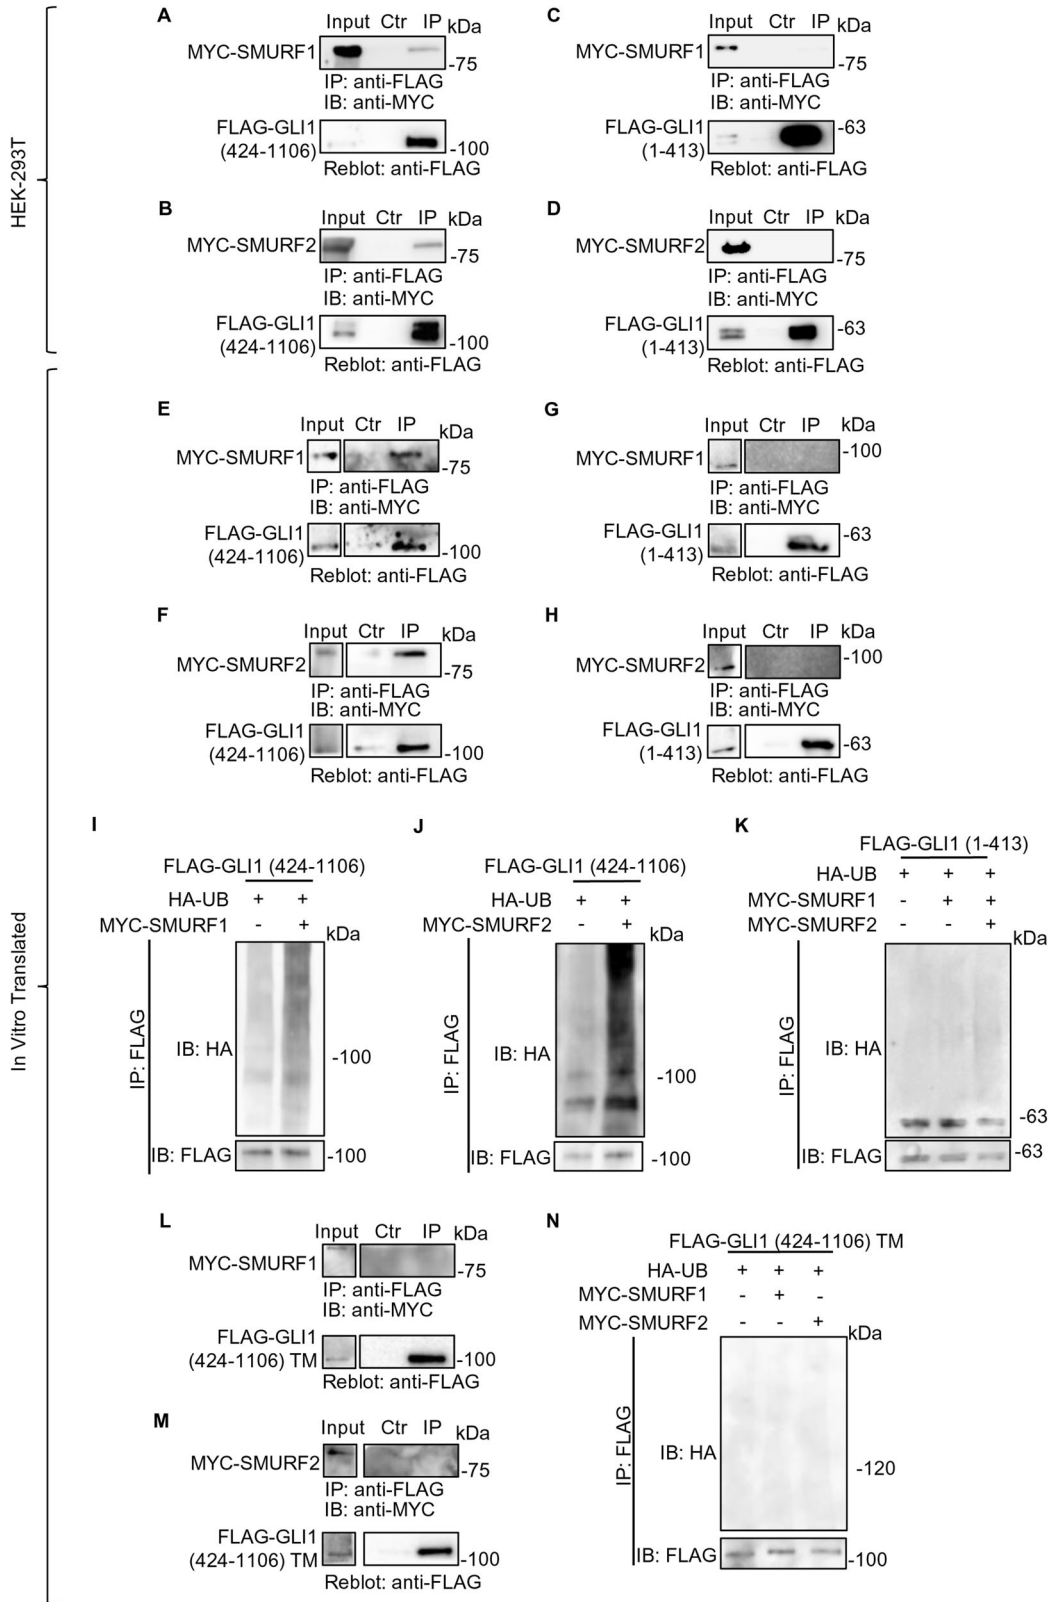 HEK-293T
A
Input Ctr IP kDa
MYC-SMURF1
-75
IP: anti-FLAG
IB: anti-MYC
FLAG-GLI1
(424-1106)
-100
Reblot: anti-FLAG
C
Input Ctr IP kDa
MYC-SMURF1
-75
IP: anti-FLAG
IB: anti-MYC
FLAG-GLI1
(1-413)
-63
Reblot: anti-FLAG
B
Input Ctr IP kDa
MYC-SMURF2
-75
IP: anti-FLAG
IB: anti-MYC
FLAG-GLI1
(424-1106)
-100
Reblot: anti-FLAG
D
Input Ctr IP kDa
MYC-SMURF2
-75
IP: anti-FLAG
IB: anti-MYC
FLAG-GLI1
(1-413)
-63
Reblot: anti-FLAG
In Vitro Translated
E
Input Ctr IP kDa
MYC-SMURF1
-75
IP: anti-FLAG
IB: anti-MYC
FLAG-GLI1
(424-1106)
-100
Reblot: anti-FLAG
G
Input Ctr IP kDa
MYC-SMURF1
-100
IP: anti-FLAG
IB: anti-MYC
FLAG-GLI1
(1-413)
-63
Reblot: anti-FLAG
F
Input Ctr IP kDa
MYC-SMURF2
-75
IP: anti-FLAG
IB: anti-MYC
FLAG-GLI1
(424-1106)
-100
Reblot: anti-FLAG
H
Input Ctr IP kDa
MYC-SMURF2
-100
IP: anti-FLAG
IB: anti-MYC
FLAG-GLI1
(1-413)
-63
Reblot: anti-FLAG
I
FLAG-GLI1 (424-1106)
HA-UB + +
MYC-SMURF1 - +
kDa
IP: FLAG
IB: HA
-100
IB: FLAG
-100
J
FLAG-GLI1 (424-1106)
HA-UB + +
MYC-SMURF2 - +
kDa
IP: FLAG
IB: HA
-100
IB: FLAG
-100
K
FLAG-GLI1 (1-413)
HA-UB + + +
MYC-SMURF1 - + +
MYC-SMURF2 - - +
kDa
IP: FLAG
IB: HA
-63
IB: FLAG
-63
L
Input Ctr IP kDa
MYC-SMURF1
-75
IP: anti-FLAG
IB: anti-MYC
FLAG-GLI1
(424-1106) TM
-100
Reblot: anti-FLAG
M
Input Ctr IP kDa
MYC-SMURF2
-75
IP: anti-FLAG
IB: anti-MYC
FLAG-GLI1
(424-1106) TM
-100
Reblot: anti-FLAG
N
FLAG-GLI1 (424-1106) TM
HA-UB + + +
MYC-SMURF1 - + -
MYC-SMURF2 - - +
kDa
IP: FLAG
IB: HA
-120
IB: FLAG
-100